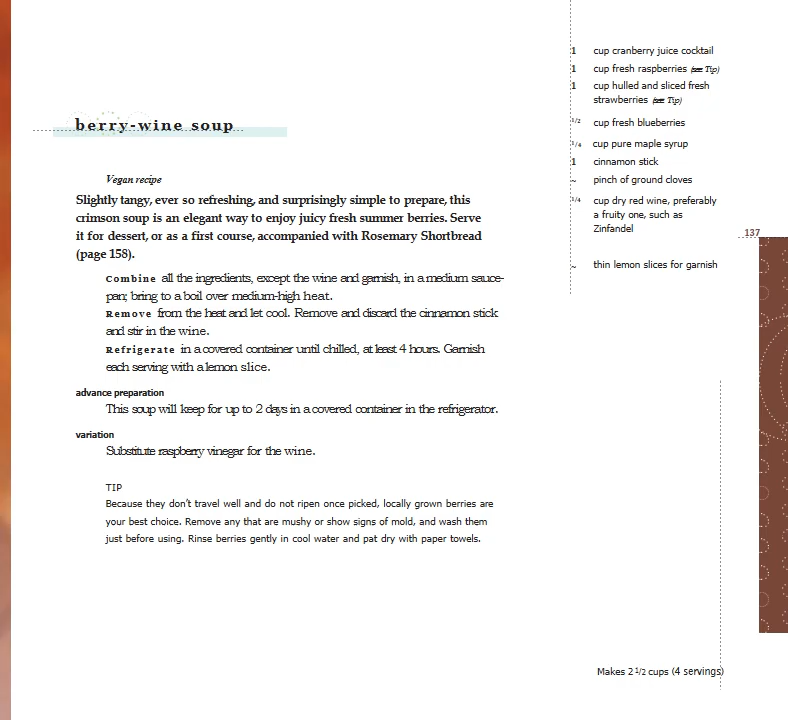 berry-wine soup
Vegan recipe
Slightly tangy, ever so refreshing, and surprisingly simple to prepare, this
crimson soup is an elegant way to enjoy juicy fresh summer berries. Serve
it for dessert, or as a first course, accompanied with Rosemary Shortbread
(page 158).
Combine all the ingredients, except the wine and garnish, in a medium sauce-
pan; bring to a boil over medium-high heat.
Remove from the heat and let cool. Remove and discard the cinnamon stick
and stir in the wine.
Refrigerate in a covered container until chilled, at least 4 hours. Garnish
each serving with a lemon slice.
advance preparation
This soup will keep for up to 2 days in a covered container in the refrigerator.
variation
Substitute raspberry vinegar for the wine.
TIP
Because they don’t travel well and do not ripen once picked, locally grown berries are
your best choice. Remove any that are mushy or show signs of mold, and wash them
just before using. Rinse berries gently in cool water and pat dry with paper towels.
1 cup cranberry juice cocktail
1 cup fresh raspberries (see Tip)
1 cup hulled and sliced fresh
strawberries (see Tip)
1/2 cup fresh blueberries
1/4 cup pure maple syrup
1 cinnamon stick
~ pinch of ground cloves
1/4 cup dry red wine, preferably
a fruity one, such as
Zinfandel
~ thin lemon slices for garnish
137
Makes 2 1/2 cups (4 servings)